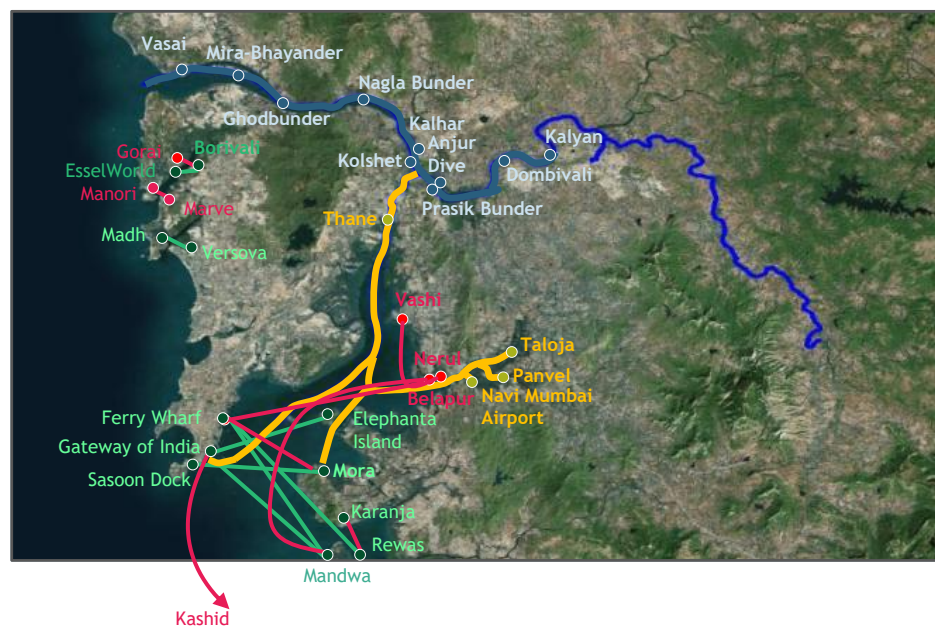 Vasai
Mira-Bhayander
Nagla Bunder
Ghodbunder
Kalhar
Anjur
Dive
Kolshet
Kalyan
Dombivali
Prasik Bunder
Gorai
Borivali
EsselWorld
Manori
Marve
Madh
Versova
Thane
Vashi
Nerul
Belapur
Taloja
Panvel
Navi Mumbai
Airport
Ferry Wharf
Elephanta
Island
Gateway of India
Sasoon Dock
Mora
Karanja
Rewas
Mandwa
Kashid